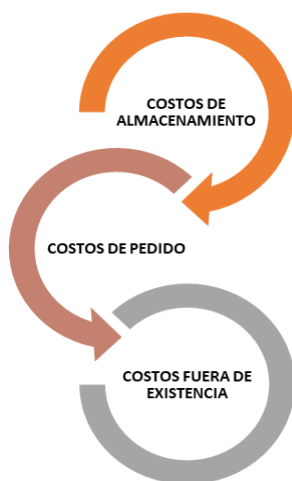 COSTOS DE
ALMACENAMIENTO
COSTOS DE PEDIDO
COSTOS FUERA DE
EXISTENCIA